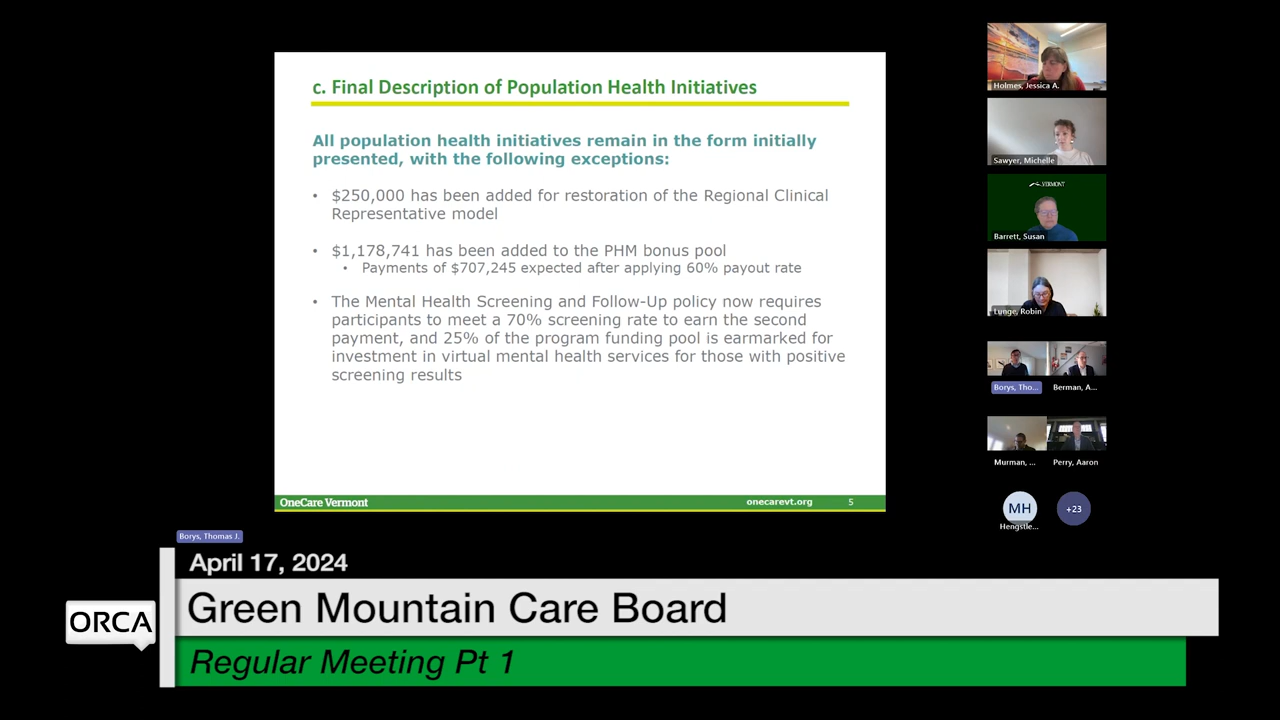 c. Final Description of Population Health Initiatives
All population health initiatives remain in the form initially
presented, with the following exceptions:
• $250,000 has been added for restoration of the Regional Clinical
Representative model
• $1,178,741 has been added to the PHM bonus pool
• Payments of $707,245 expected after applying 60% payout rate
• The Mental Health Screening and Follow-Up policy now requires
participants to meet a 70% screening rate to earn the second
payment, and 25% of the program funding pool is earmarked for
investment in virtual mental health services for those with positive
screening results
OneCare Vermont
onecarevt.org
5
Holmes, Jessica A.
Sawyer, Michelle
VERMONT
Barrett, Susan
Lunge, Robin
Borys, Tho...
Berman, A...
Murman, ...
Perry, Aaron
MH
+23
Hengstle...
Borys, Thomas J.
April 17, 2024
ORCA
Green Mountain Care Board
Regular Meeting Pt 1